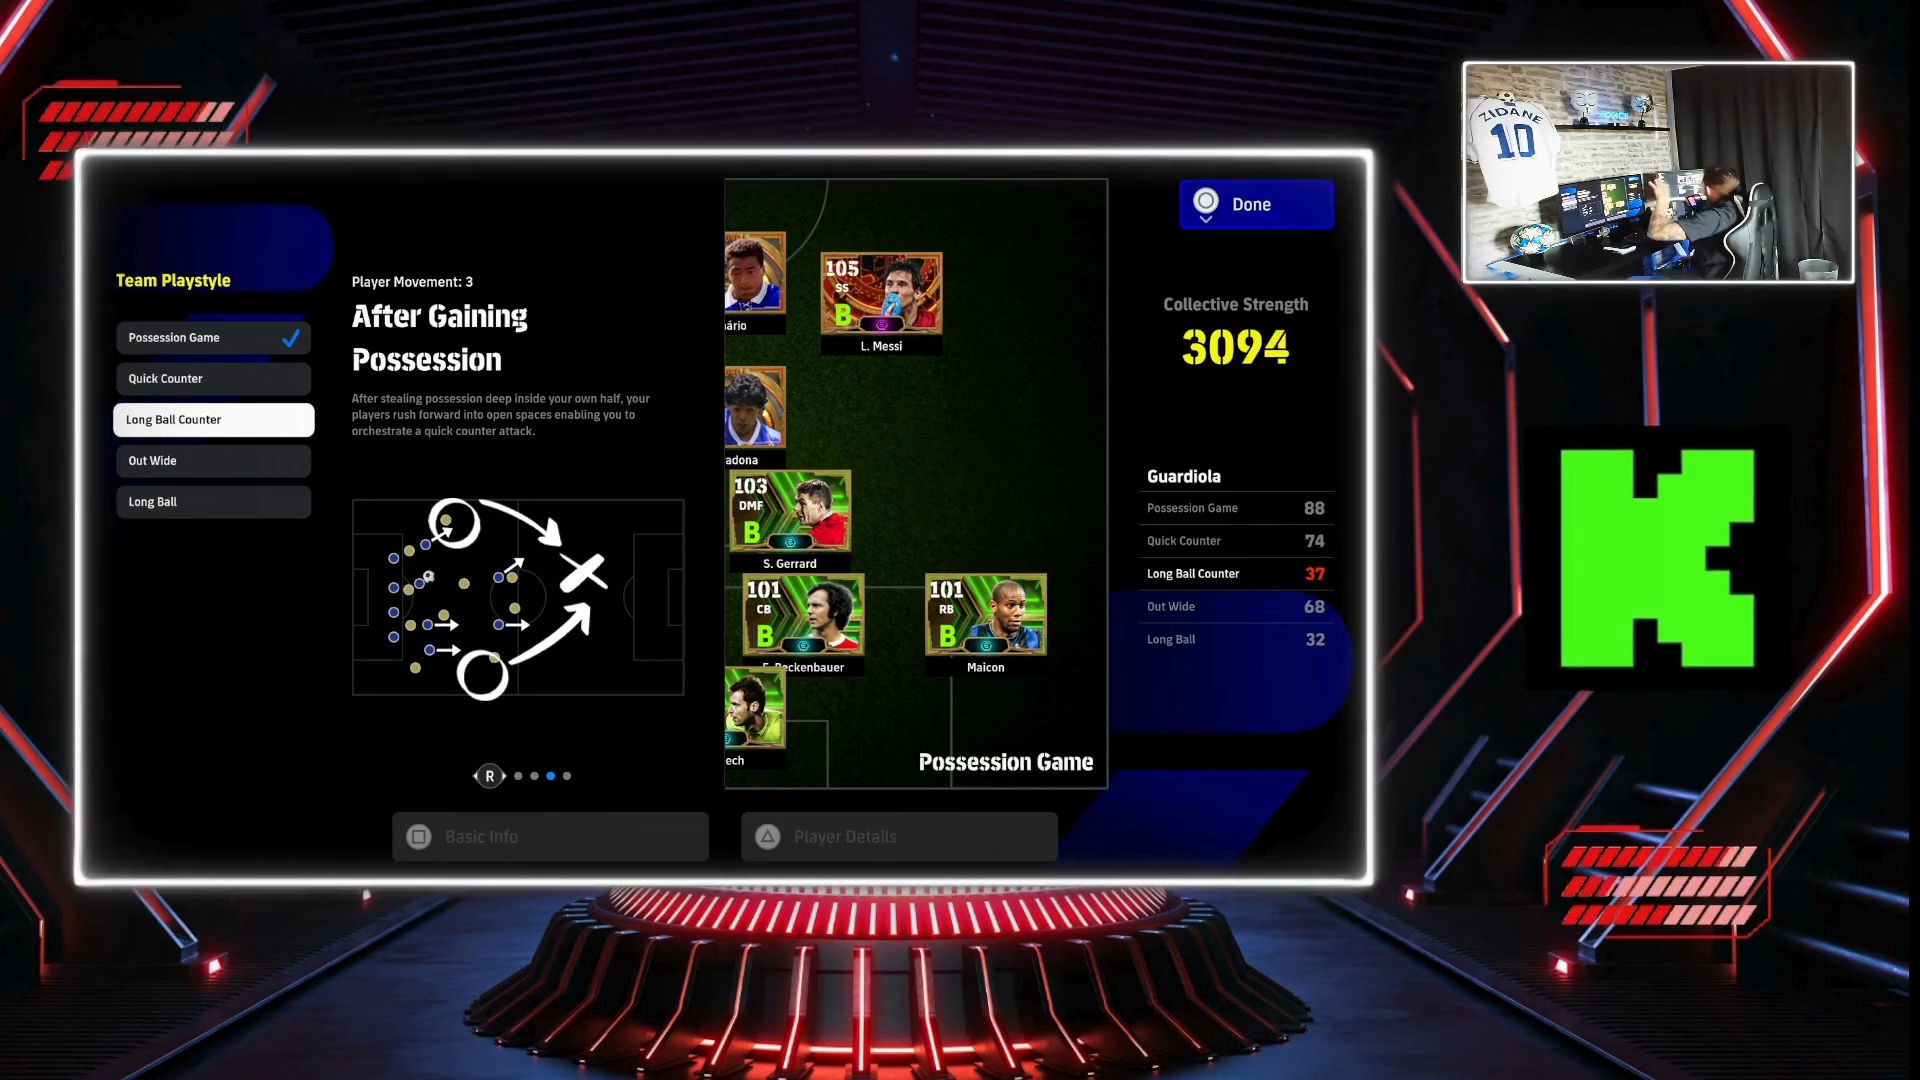 Team Playstyle
Possession Game
Quick Counter
Long Ball Counter
Out Wide
Long Ball
Player Movement: 3
After Gaining
Possession
After stealing possession deep inside your own half, your
players rush forward into open spaces enabling you to
orchestrate a quick counter attack.
R
ário
105
SS
B
L. Messi
adona
103
DMF
B
S. Gerrard
101
CB
B
F. Beckenbauer
101
RB
B
Maicon
ech
Possession Game
Basic Info
Player Details
Done
Collective Strength
3094
Guardiola
Possession Game 88
Quick Counter 74
Long Ball Counter 37
Out Wide 68
Long Ball 32
ZIDANE
10
K